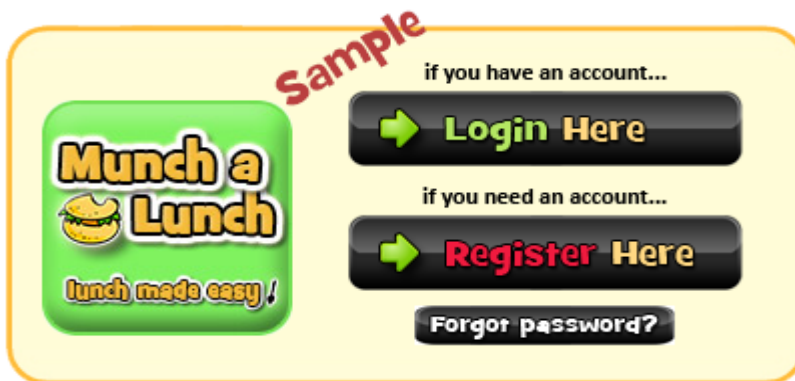 Sample
if you have an account...
Login Here
Munch a
Lunch
lunch made easy!
if you need an account...
Register Here
Forgot password?